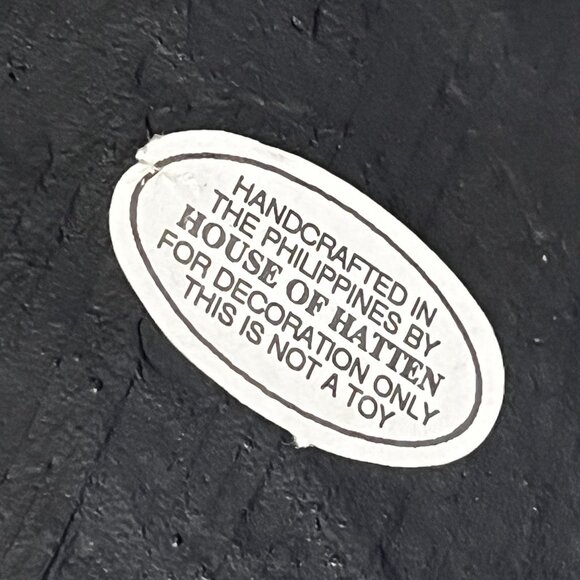 HANDCRAFTED IN
THE PHILIPPINES BY
HOUSE OF HATTEN
FOR DECORATION ONLY
THIS IS NOT A TOY